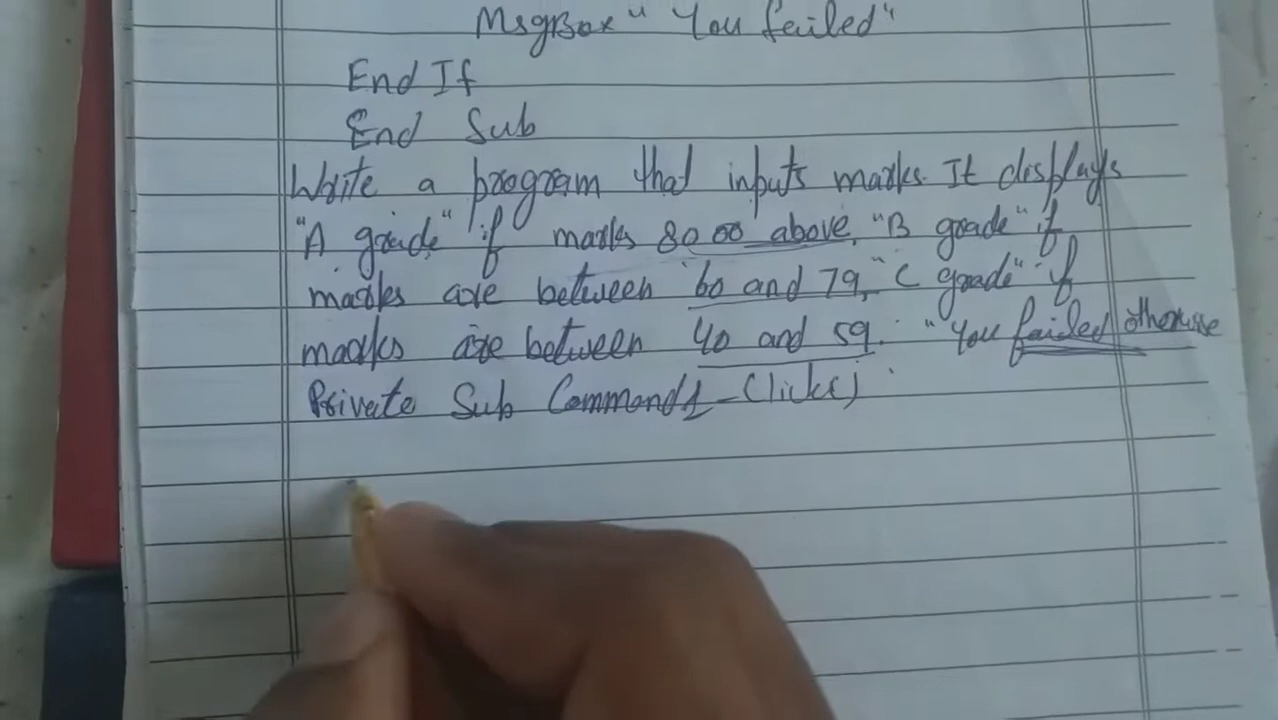 MsgBox "You failed"
End If
End Sub
Write a program that inputs marks. It displays
"A grade" if marks 80 or above, "B grade" if
marks are between 60 and 79, "C grade" if
marks are between 40 and 59. "You failed otherwise
Private Sub Command1_Click()